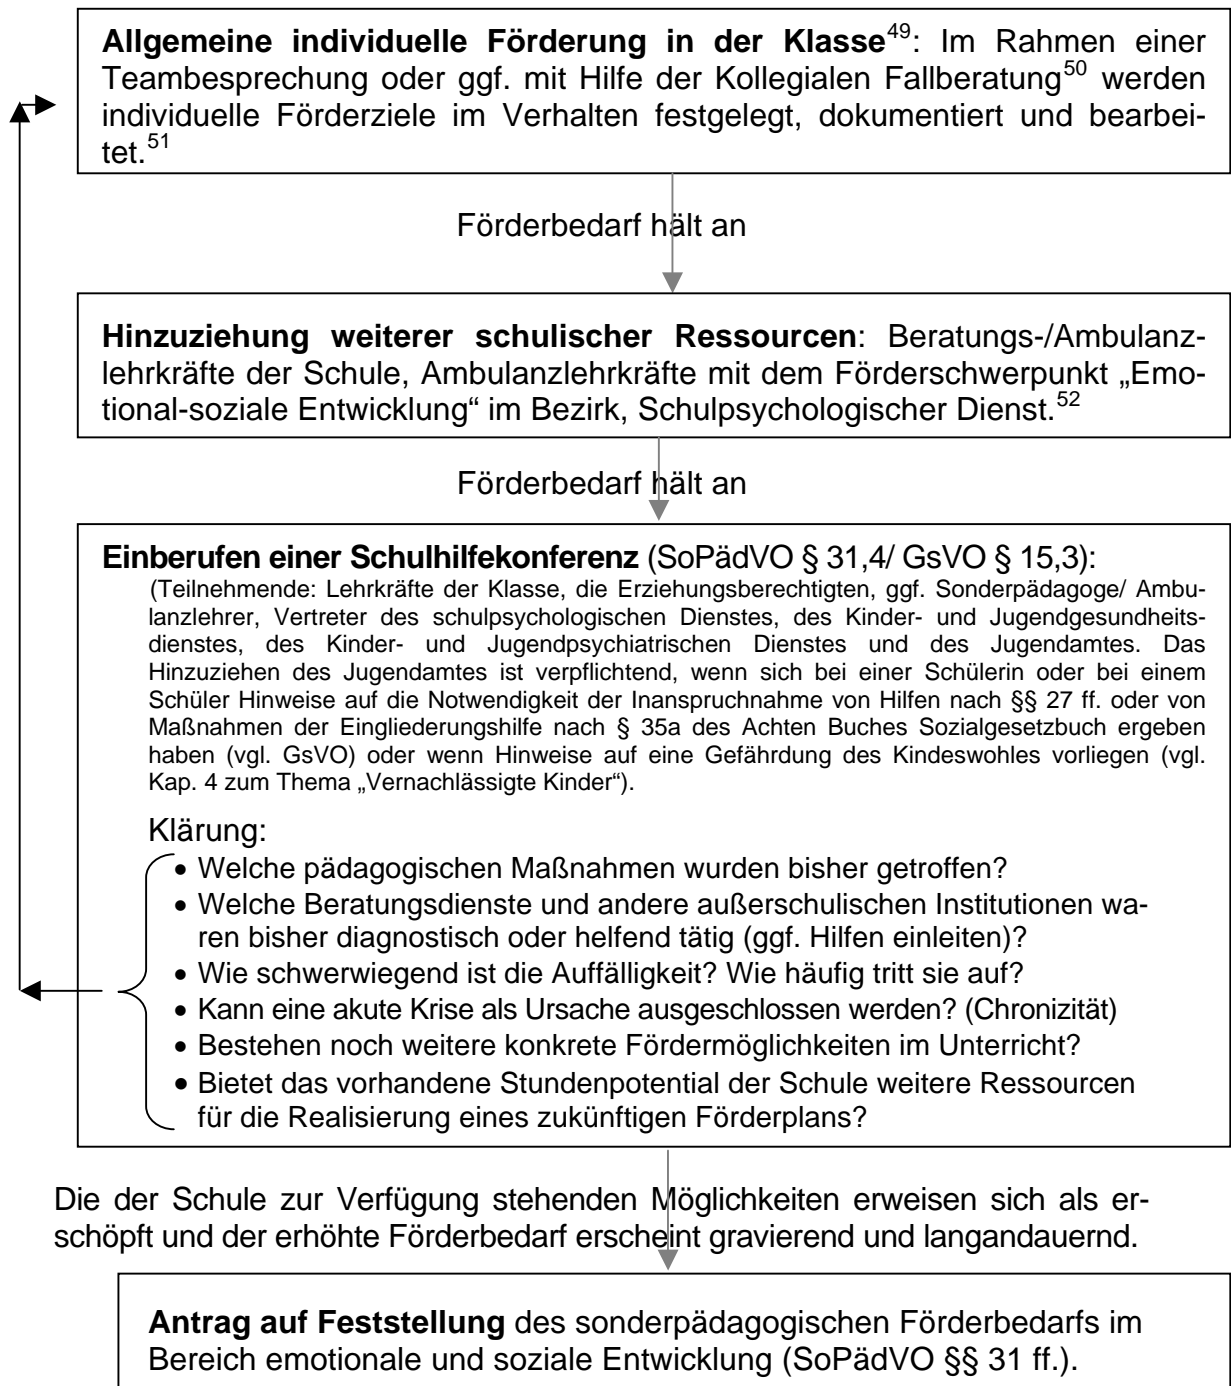 Allgemeine individuelle Förderung in der Klasse49: Im Rahmen einer
Teambesprechung oder ggf. mit Hilfe der Kollegialen Fallberatung50 werden
individuelle Förderziele im Verhalten festgelegt, dokumentiert und bearbei-
tet.51
Förderbedarf hält an
Hinzuziehung weiterer schulischer Ressourcen: Beratungs-/Ambulanz-
lehrkräfte der Schule, Ambulanzlehrkräfte mit dem Förderschwerpunkt „Emo-
tional-soziale Entwicklung“ im Bezirk, Schulpsychologischer Dienst.52
Förderbedarf hält an
Einberufen einer Schulhilfekonferenz (SoPädVO § 31,4/ GsVO § 15,3):
(Teilnehmende: Lehrkräfte der Klasse, die Erziehungsberechtigten, ggf. Sonderpädagoge/ Ambu-
lanzlehrer, Vertreter des schulpsychologischen Dienstes, des Kinder- und Jugendgesundheits-
dienstes, des Kinder- und Jugendpsychiatrischen Dienstes und des Jugendamtes. Das
Hinzuziehen des Jugendamtes ist verpflichtend, wenn sich bei einer Schülerin oder bei einem
Schüler Hinweise auf die Notwendigkeit der Inanspruchnahme von Hilfen nach §§ 27 ff. oder von
Maßnahmen der Eingliederungshilfe nach § 35a des Achten Buches Sozialgesetzbuch ergeben
haben (vgl. GsVO) oder wenn Hinweise auf eine Gefährdung des Kindeswohles vorliegen (vgl.
Kap. 4 zum Thema „Vernachlässigte Kinder“).
Klärung:
• Welche pädagogischen Maßnahmen wurden bisher getroffen?
• Welche Beratungsdienste und andere außerschulischen Institutionen wa-
ren bisher diagnostisch oder helfend tätig (ggf. Hilfen einleiten)?
• Wie schwerwiegend ist die Auffälligkeit? Wie häufig tritt sie auf?
• Kann eine akute Krise als Ursache ausgeschlossen werden? (Chronizität)
• Bestehen noch weitere konkrete Fördermöglichkeiten im Unterricht?
• Bietet das vorhandene Stundenpotential der Schule weitere Ressourcen
für die Realisierung eines zukünftigen Förderplans?
Die der Schule zur Verfügung stehenden Möglichkeiten erweisen sich als er-
schöpft und der erhöhte Förderbedarf erscheint gravierend und langandauernd.
Antrag auf Feststellung des sonderpädagogischen Förderbedarfs im
Bereich emotionale und soziale Entwicklung (SoPädVO §§ 31 ff.).